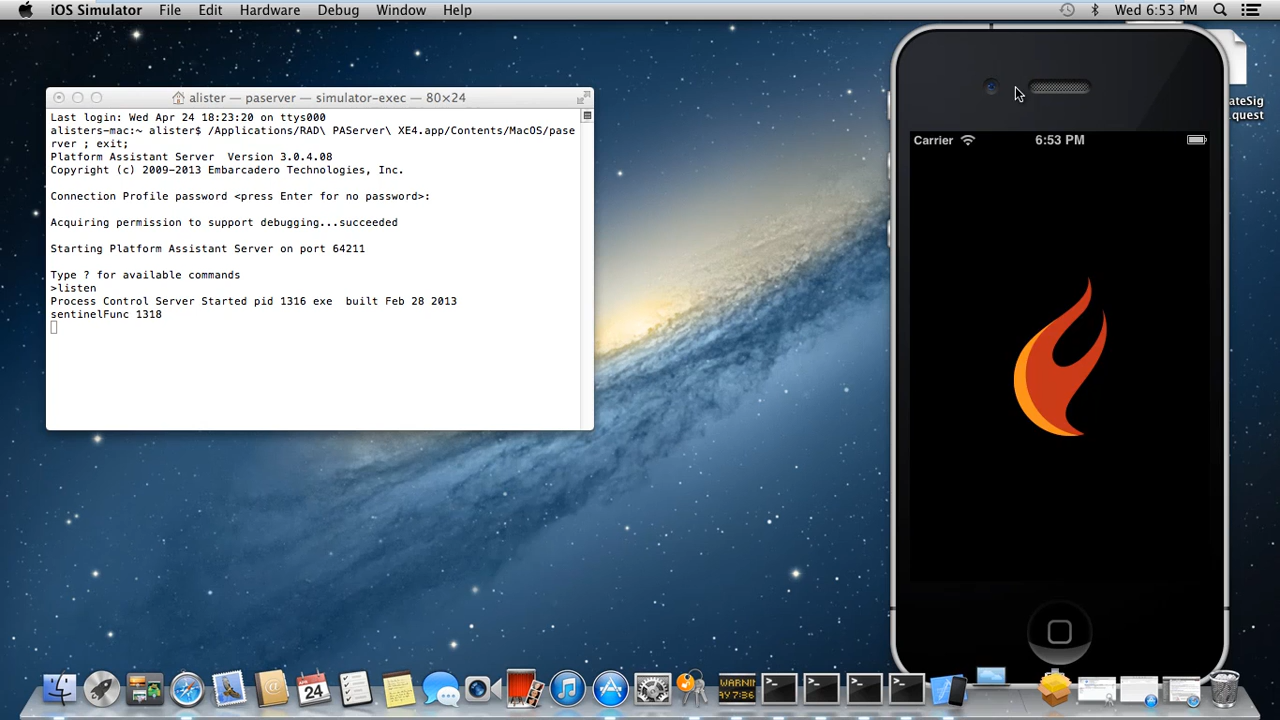 iOS Simulator File Edit Hardware Debug Window Help Wed 6:53 PM
alister — paserver — simulator-exec — 80×24
Last login: Wed Apr 24 18:23:20 on ttys000
alisters-mac:~ alister$ /Applications/RAD\ PAServer\ XE4.app/Contents/MacOS/pase
rver ; exit;
Platform Assistant Server  Version 3.0.4.08
Copyright (c) 2009-2013 Embarcadero Technologies, Inc.
Connection Profile password <press Enter for no password>:
Acquiring permission to support debugging...succeeded
Starting Platform Assistant Server on port 64211
Type ? for available commands
>listen
Process Control Server Started pid 1316 exe  built Feb 28 2013
sentinelFunc 1318
Carrier 6:53 PM
ateSig
quest
24
WARNIN